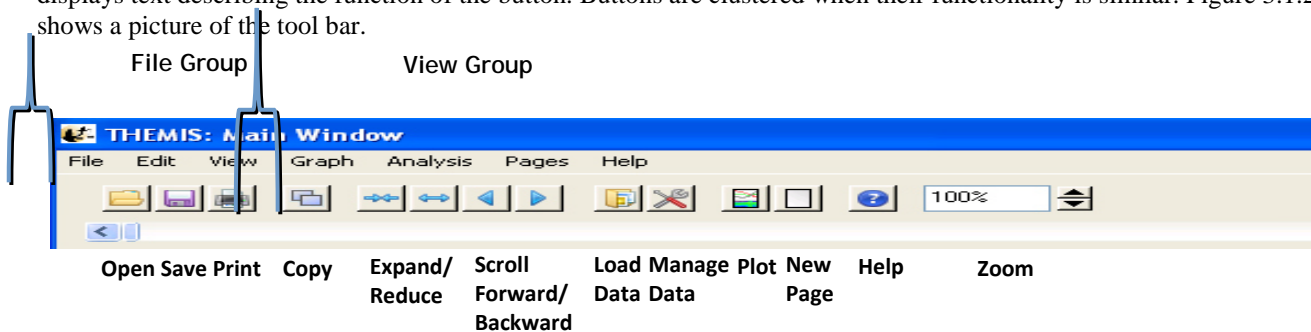 displays text describing the function of the button. Buttons are clustered when their functionality is similar. Figure 3.1.2
shows a picture of the tool bar.
File Group View Group
THEMIS: Main Window
File Edit View Graph Analysis Pages Help
100%
Open Save Print Copy Expand/ Scroll Load Manage Plot New Help Zoom
Reduce Forward/ Data Data Page
Backward